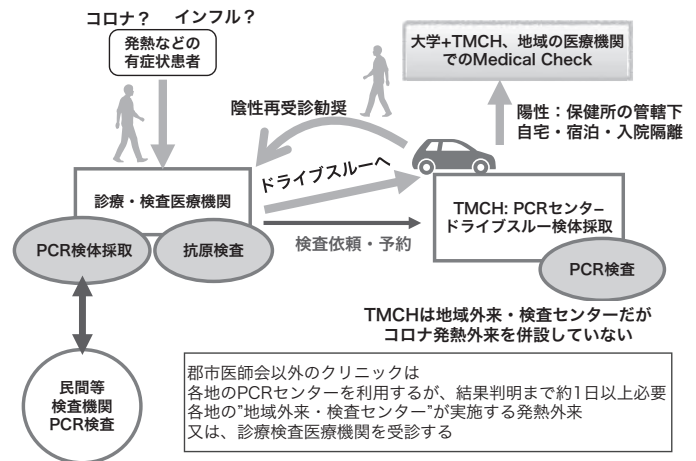 コロナ？　インフル？
発熱などの
有症状患者
大学+TMCH、地域の医療機関
でのMedical Check
陰性再受診勧奨
陽性：保健所の管轄下
自宅・宿泊・入院隔離
ドライブスルーへ
診療・検査医療機関
TMCH: PCRセンター
ドライブスルー検体採取
PCR検体採取
抗原検査
検査依頼・予約
PCR検査
TMCHは地域外来・検査センターだが
コロナ発熱外来を併設していない
民間等
検査機関
PCR検査
郡市医師会以外のクリニックは
各地のPCRセンターを利用するが、結果判明まで約1日以上必要
各地の”地域外来・検査センター”が実施する発熱外来
又は、診療検査医療機関を受診する